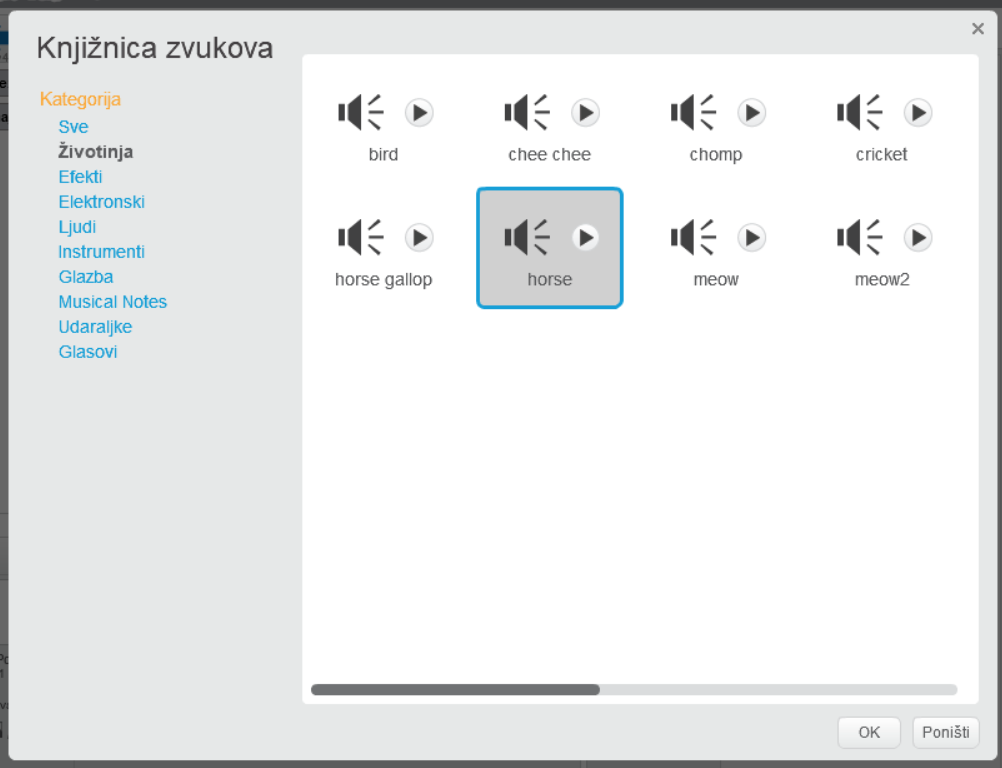 Knjižnica zvukova
Kategorija
Sve
Životinja
Efekti
Elektronski
Ljudi
Instrumenti
Glazba
Musical Notes
Udaraljke
Glasovi
bird chee chee chomp cricket
horse gallop horse meow meow2
OK Poništi